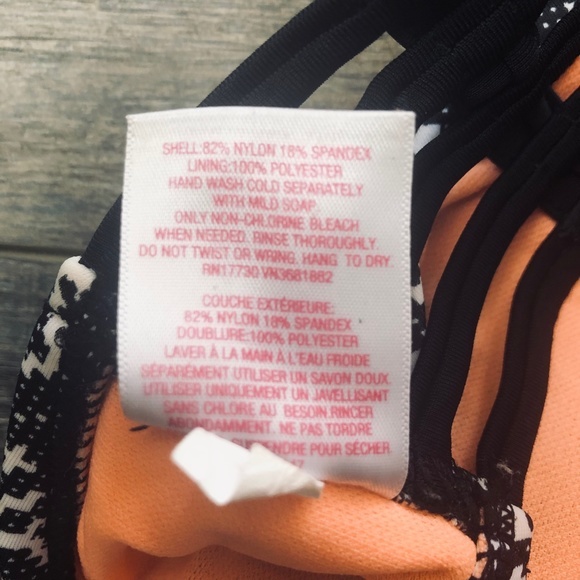 SHELL:82% NYLON 18% SPANDEX
LINING:100% POLYESTER
HAND WASH COLD SEPARATELY
WITH MILD SOAP.
ONLY NON-CHLORINE BLEACH
WHEN NEEDED. RINSE THOROUGHLY.
DO NOT TWIST OR WRING. HANG TO DRY.
RN17730 VN3681882
COUCHE EXTÉRIEURE:
82% NYLON 18% SPANDEX
DOUBLURE:100% POLYESTER
LAVER À LA MAIN À L'EAU FROIDE
SÉPARÉMENT UTILISER UN SAVON DOUX.
UTILISER UNIQUEMENT UN JAVELLISANT
SANS CHLORE AU BESOIN.RINCER
ABONDAMMENT. NE PAS TORDRE
POUR SÉCHER.